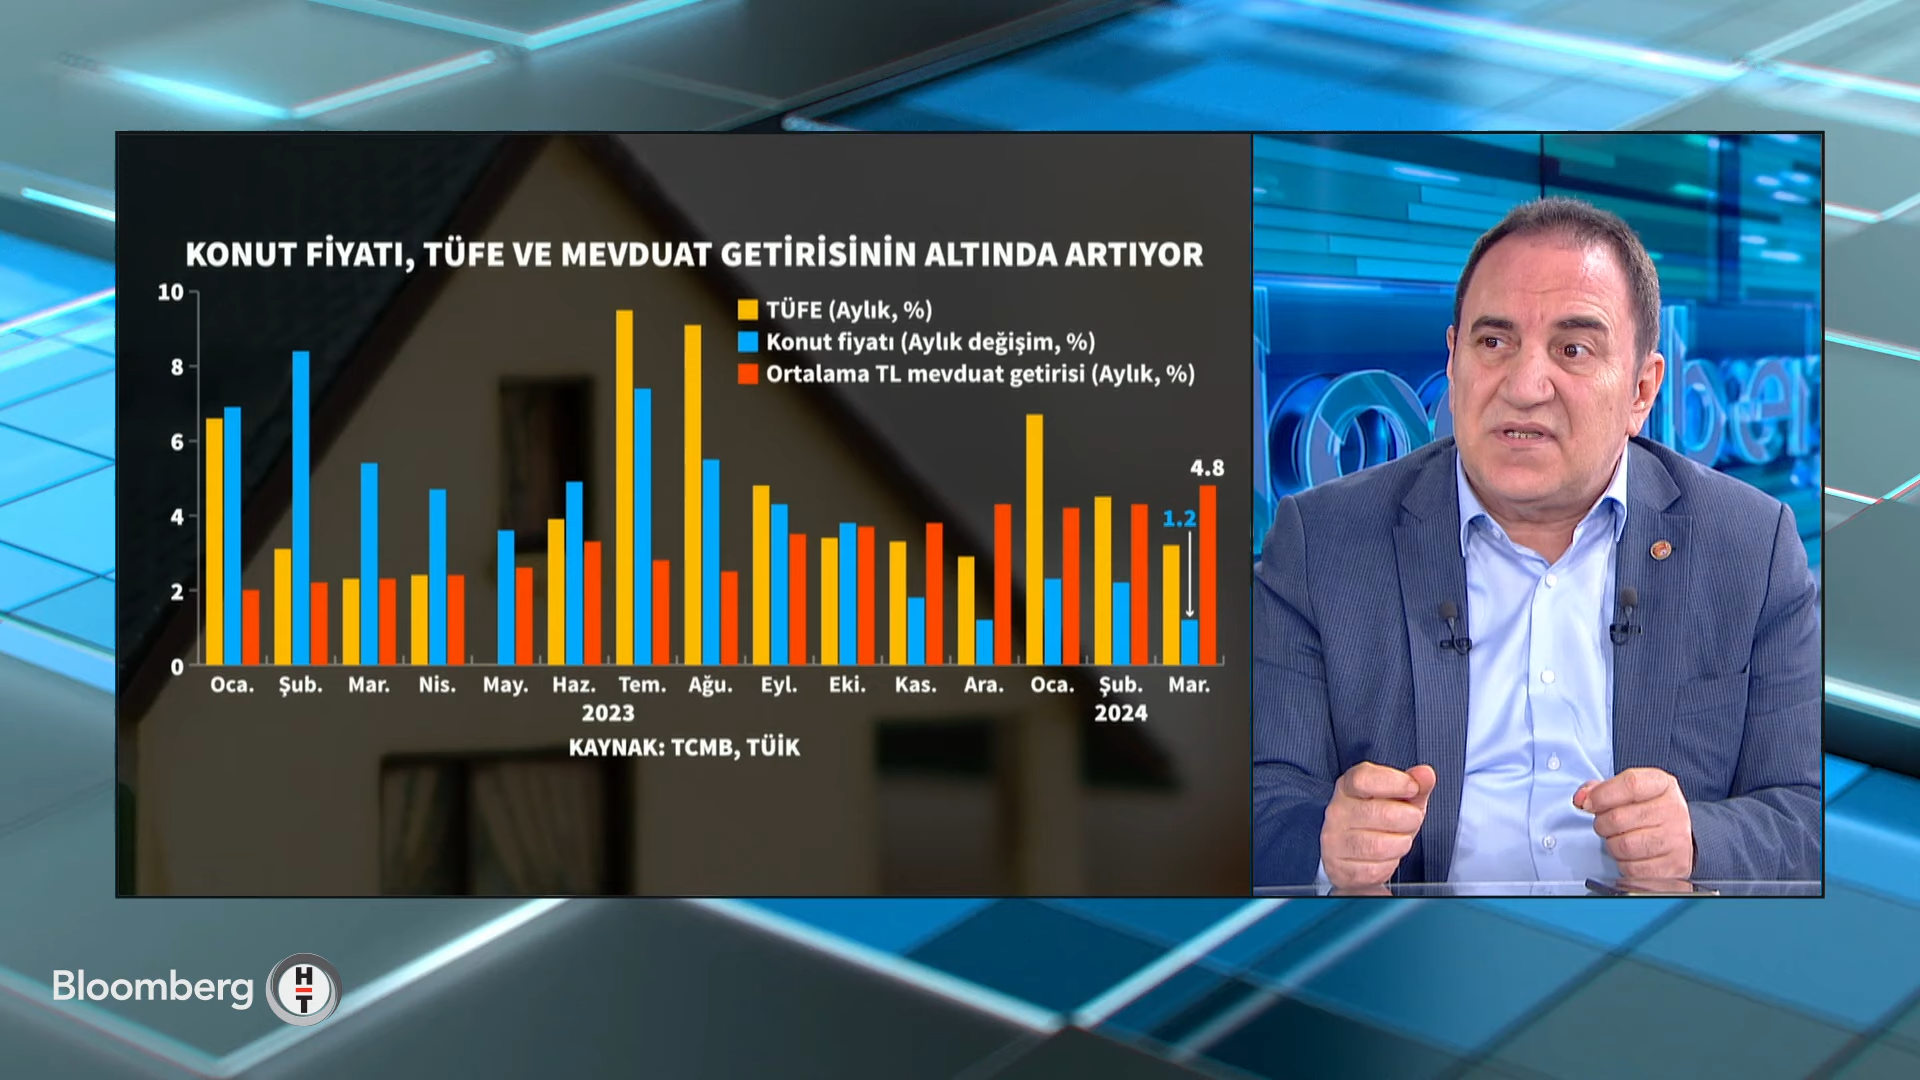 KONUT FİYATI, TÜFE VE MEVDUAT GETİRİSİNİN ALTINDA ARTIYOR
10
8
6
4
2
0
TÜFE (Aylık, %)
Konut fiyatı (Aylık değişim, %)
Ortalama TL mevduat getirisi (Aylık, %)
4.8
1.2
Oca. Şub. Mar. Nis. May. Haz. Tem. Ağu. Eyl. Eki. Kas. Ara. Oca. Şub. Mar.
2023 2024
KAYNAK: TCMB, TÜİK
Bloomberg HT